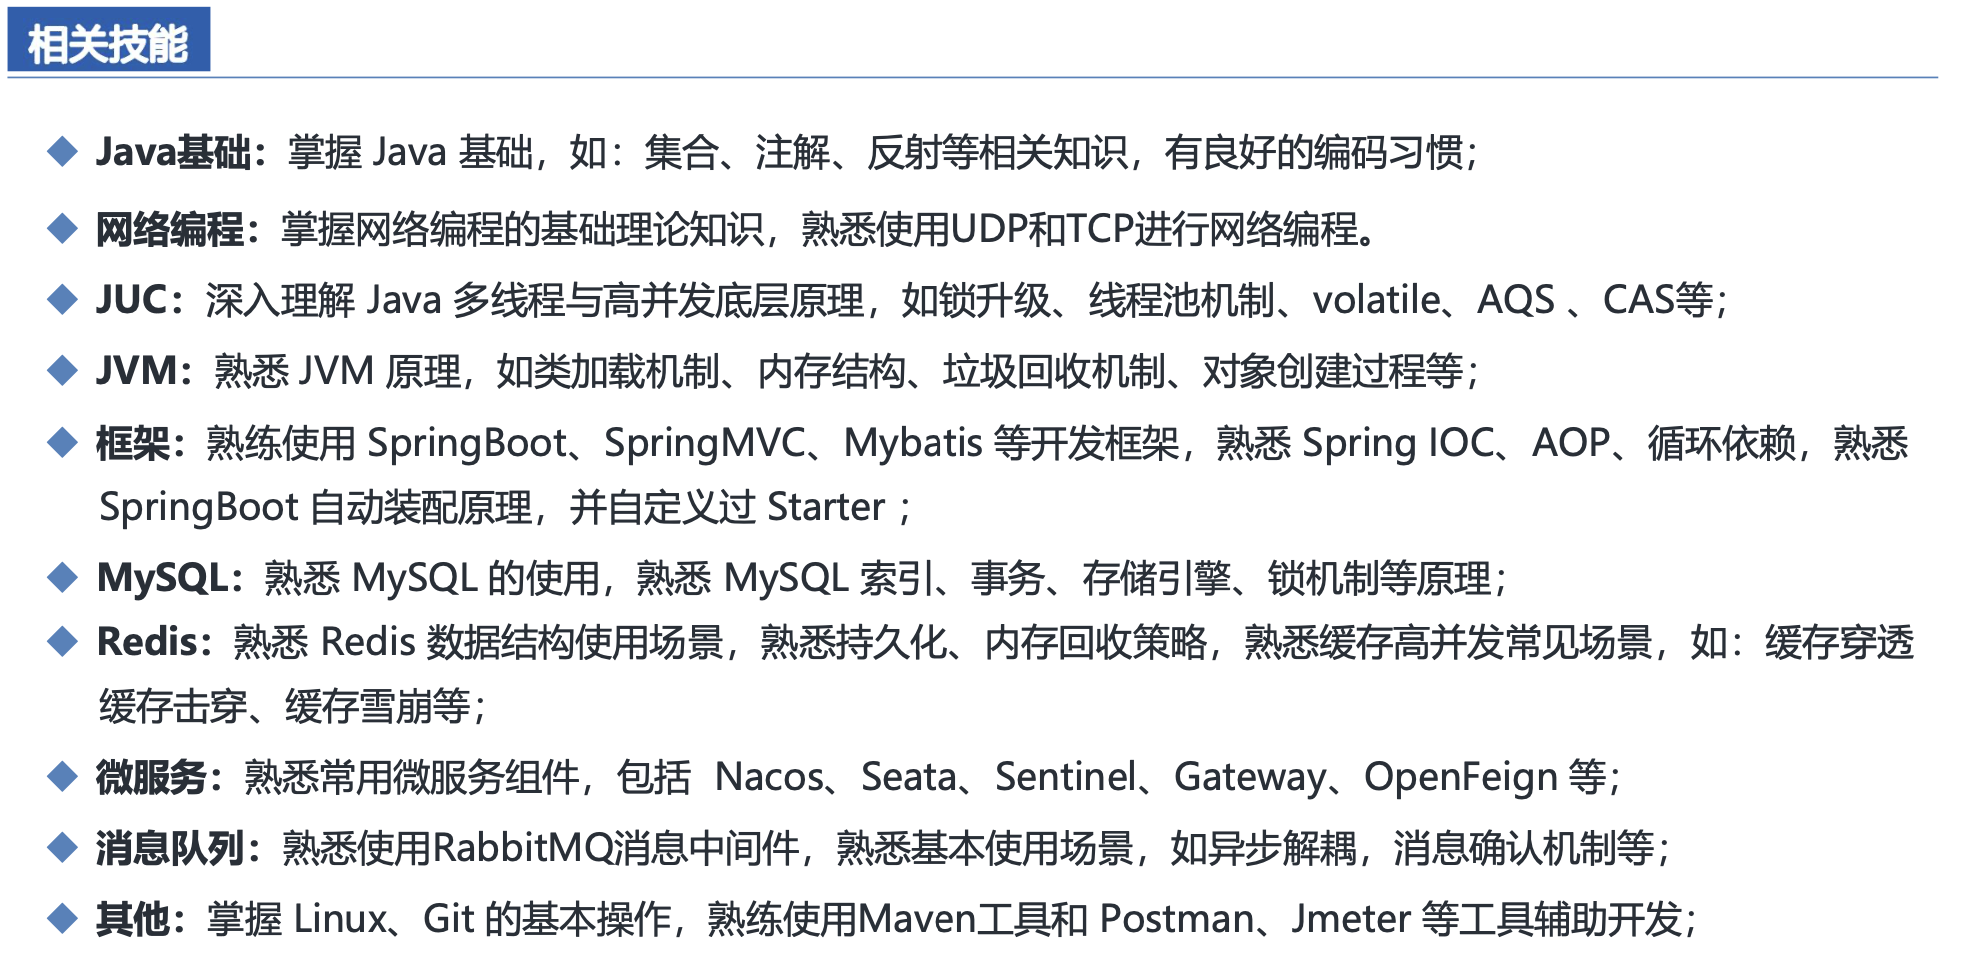 相关技能
Java基础：掌握 Java 基础，如：集合、注解、反射等相关知识，有良好的编码习惯；
网络编程：掌握网络编程的基础理论知识，熟悉使用UDP和TCP进行网络编程。
JUC：深入理解 Java 多线程与高并发底层原理，如锁升级、线程池机制、volatile、AQS 、CAS等；
JVM：熟悉 JVM 原理，如类加载机制、内存结构、垃圾回收机制、对象创建过程等；
框架：熟练使用 SpringBoot、SpringMVC、Mybatis 等开发框架，熟悉 Spring IOC、AOP、循环依赖，熟悉
SpringBoot 自动装配原理，并自定义过 Starter ；
MySQL：熟悉 MySQL 的使用，熟悉 MySQL 索引、事务、存储引擎、锁机制等原理；
Redis：熟悉 Redis 数据结构使用场景，熟悉持久化、内存回收策略，熟悉缓存高并发常见场景，如：缓存穿透
缓存击穿、缓存雪崩等；
微服务：熟悉常用微服务组件，包括 Nacos、Seata、Sentinel、Gateway、OpenFeign 等；
消息队列：熟悉使用RabbitMQ消息中间件，熟悉基本使用场景，如异步解耦，消息确认机制等；
其他：掌握 Linux、Git 的基本操作，熟练使用Maven工具和 Postman、Jmeter 等工具辅助开发；